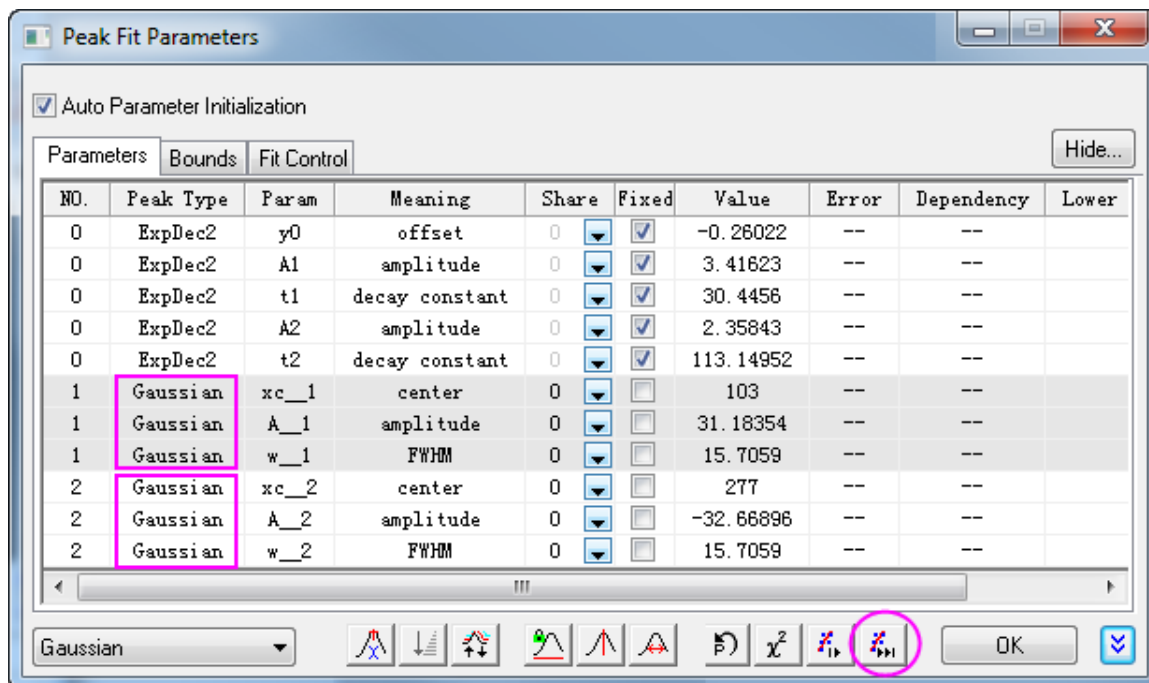 Peak Fit Parameters
Auto Parameter Initialization
Parameters Bounds Fit Control Hide...
NO. Peak Type Param Meaning Share Fixed Value Error Dependency Lower
0 ExpDec2 y0 offset 0 -0.26022 -- --
0 ExpDec2 A1 amplitude 0 3.41623 -- --
0 ExpDec2 t1 decay constant 0 30.4456 -- --
0 ExpDec2 A2 amplitude 0 2.35843 -- --
0 ExpDec2 t2 decay constant 0 113.14952 -- --
1 Gaussian xc__1 center 0 103 -- --
1 Gaussian A__1 amplitude 0 31.18354 -- --
1 Gaussian w__1 FWHM 0 15.7059 -- --
2 Gaussian xc__2 center 0 277 -- --
2 Gaussian A__2 amplitude 0 -32.66896 -- --
2 Gaussian w__2 FWHM 0 15.7059 -- --
Gaussian χ² OK